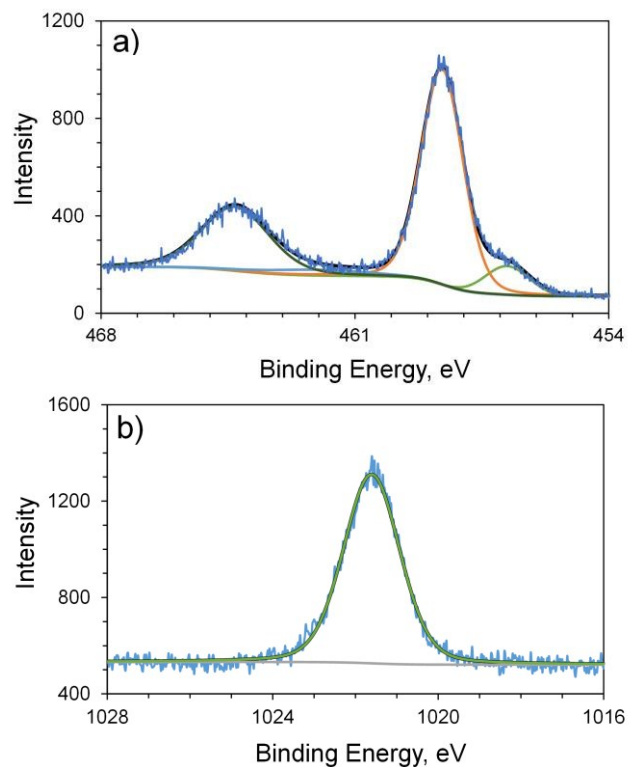 a)
1200
800
400
0
Intensity
468
461
454
Binding Energy, eV
b)
1600
1200
800
400
Intensity
1028
1024
1020
1016
Binding Energy, eV